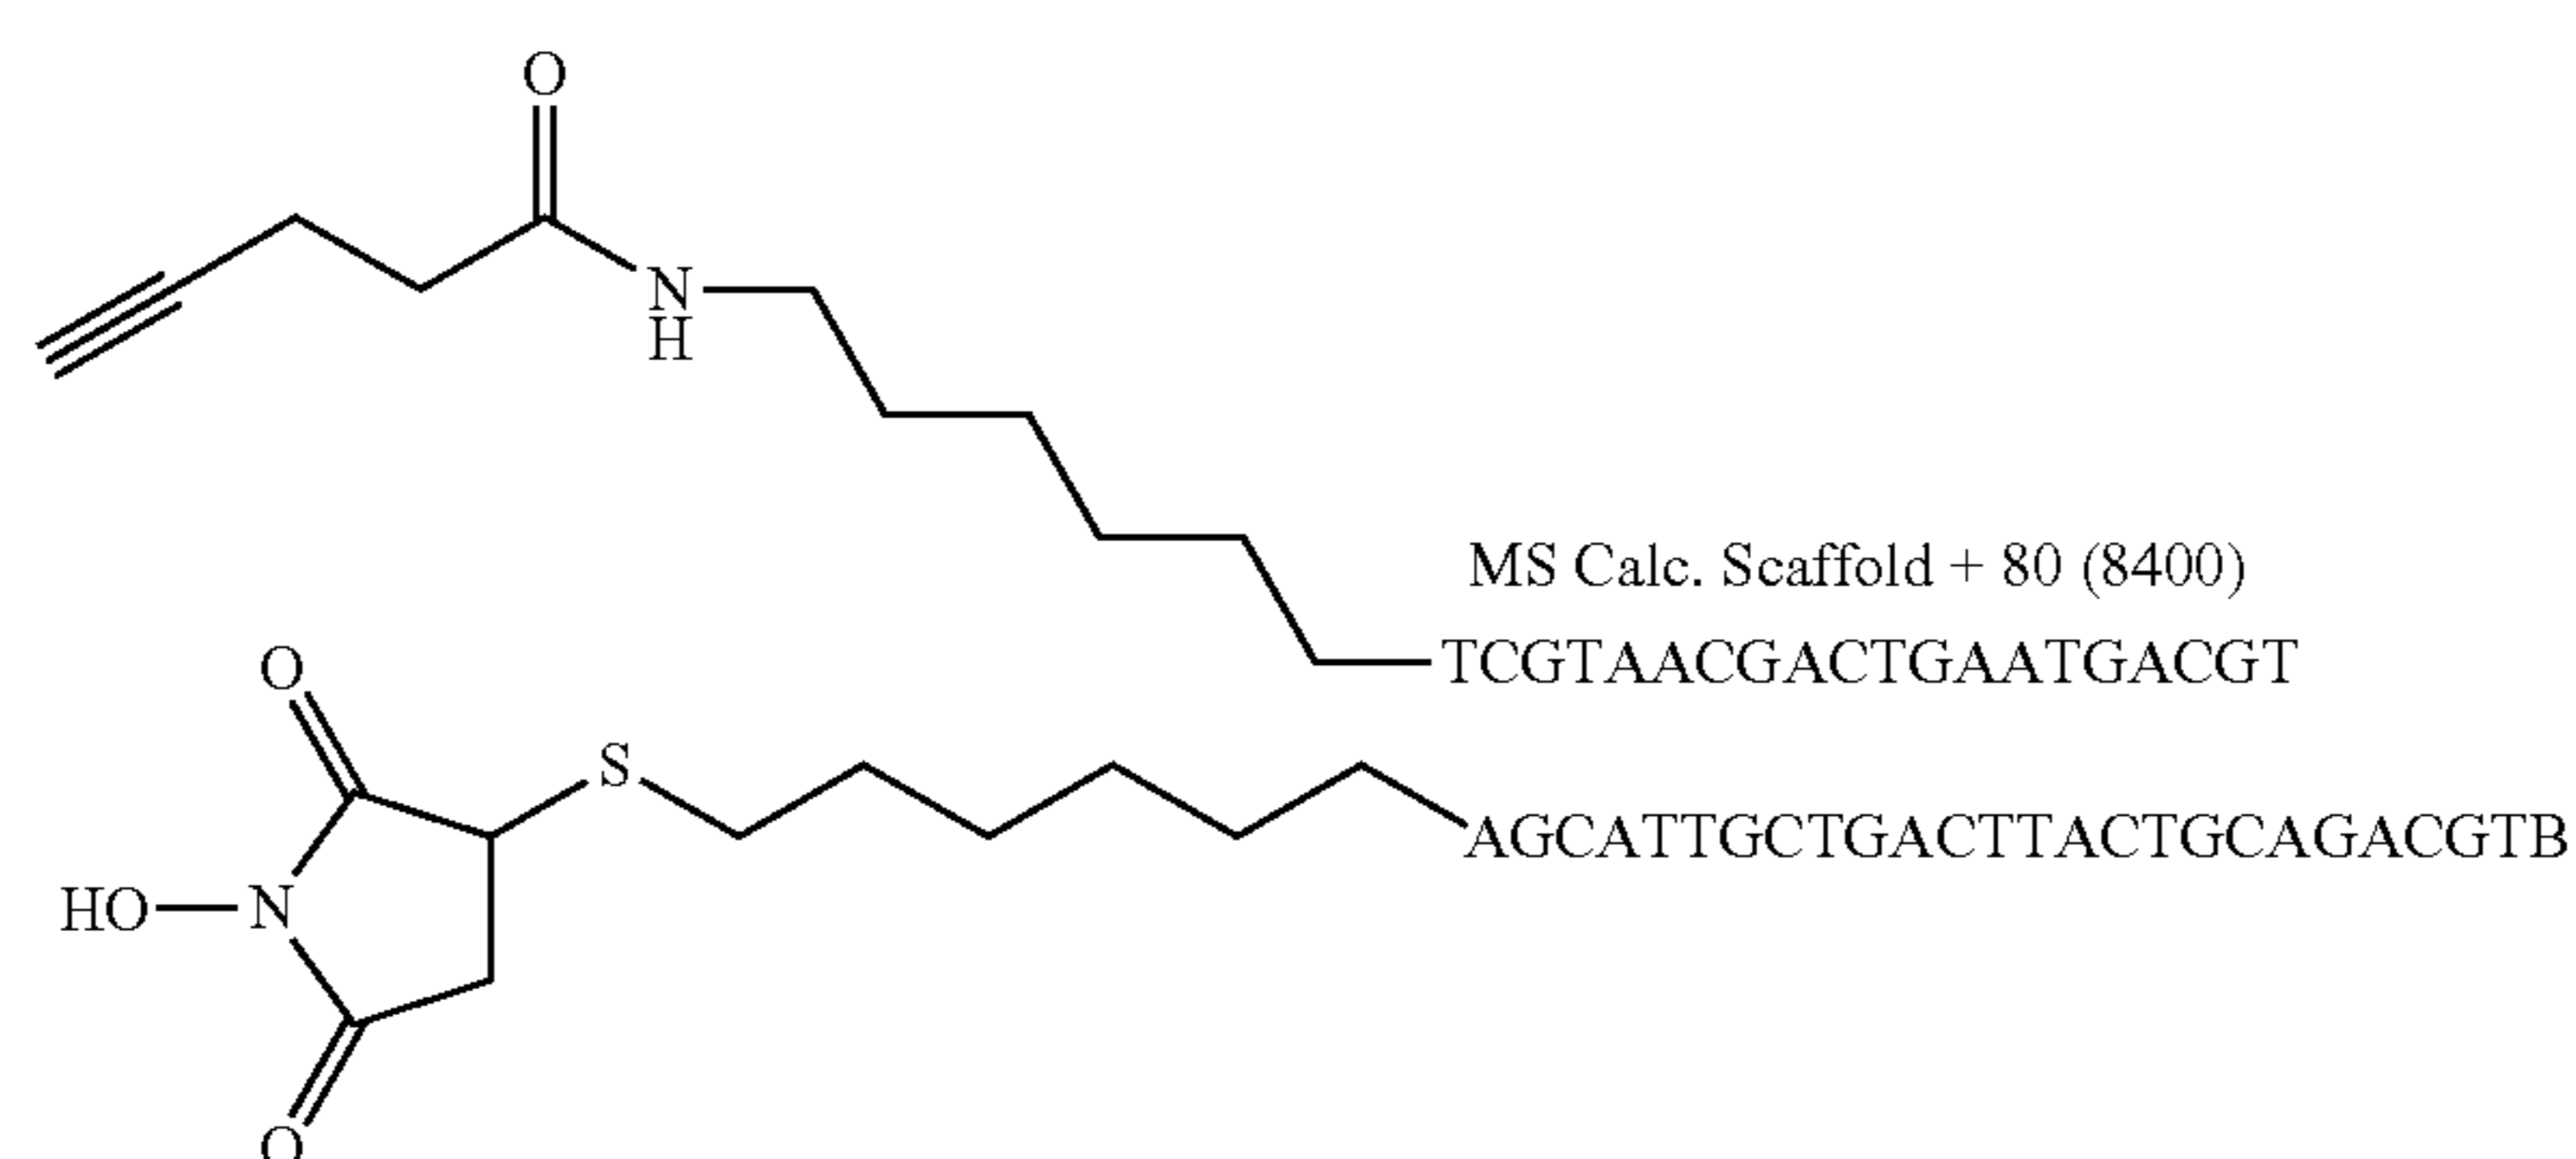 O
N
H
MS Calc. Scaffold + 80 (8400)
TCGTAACGACTGAATGACGT
O
S
AGCATTGCTGACTTACTGCAGACGTB
HO N
O